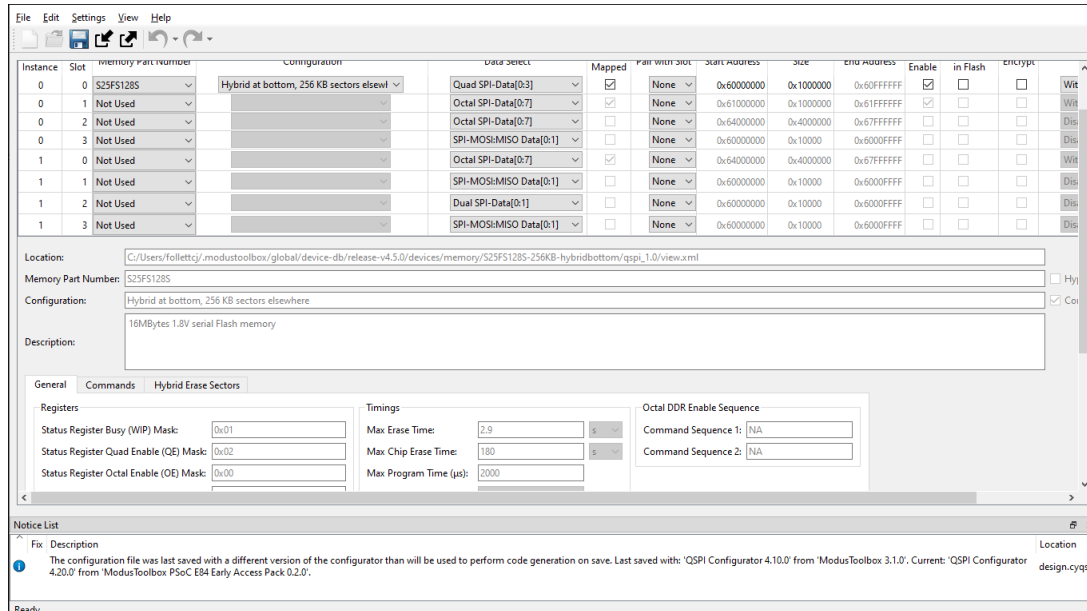 File Edit Settings View Help
Instance Slot Memory Part Number Configuration Data Select Mapped Pair with Slot Start Address Size End Address Enable in Flash Encrypt
0 0 S25FS128S Hybrid at bottom, 256 KB sectors elsewl Quad SPI-Data[0:3] None 0x60000000 0x1000000 0x60FFFFFF Wit
0 1 Not Used Octal SPI-Data[0:7] None 0x61000000 0x1000000 0x61FFFFFF Wit
0 2 Not Used Octal SPI-Data[0:7] None 0x64000000 0x4000000 0x67FFFFFF Disa
0 3 Not Used SPI-MOSI:MISO Data[0:1] None 0x60000000 0x10000 0x6000FFFF Disa
1 0 Not Used Octal SPI-Data[0:7] None 0x64000000 0x4000000 0x67FFFFFF Wit
1 1 Not Used SPI-MOSI:MISO Data[0:1] None 0x60000000 0x10000 0x6000FFFF Disa
1 2 Not Used Dual SPI-Data[0:1] None 0x60000000 0x10000 0x6000FFFF Disa
1 3 Not Used SPI-MOSI:MISO Data[0:1] None 0x60000000 0x10000 0x6000FFFF Disa
Location: C:/Users/follettcj/.modustoolbox/global/device-db/release-v4.5.0/devices/memory/S25FS128S-256KB-hybridbottom/qspi_1.0/view.xml
Memory Part Number: S25FS128S Hyp
Configuration: Hybrid at bottom, 256 KB sectors elsewhere Cor
Description: 16MBytes 1.8V serial Flash memory
General Commands Hybrid Erase Sectors
Registers Timings Octal DDR Enable Sequence
Status Register Busy (WIP) Mask: 0x01 Max Erase Time: 2.9 s Command Sequence 1: NA
Status Register Quad Enable (QE) Mask: 0x02 Max Chip Erase Time: 180 s Command Sequence 2: NA
Status Register Octal Enable (OE) Mask: 0x00 Max Program Time (µs): 2000
Notice List
Fix Description Location
The configuration file was last saved with a different version of the configurator than will be used to perform code generation on save. Last saved with: 'QSPI Configurator 4.10.0' from 'ModusToolbox 3.1.0'. Current: 'QSPI Configurator
4.20.0' from 'ModusToolbox PSoC E84 Early Access Pack 0.2.0'. design.cyqs
Ready